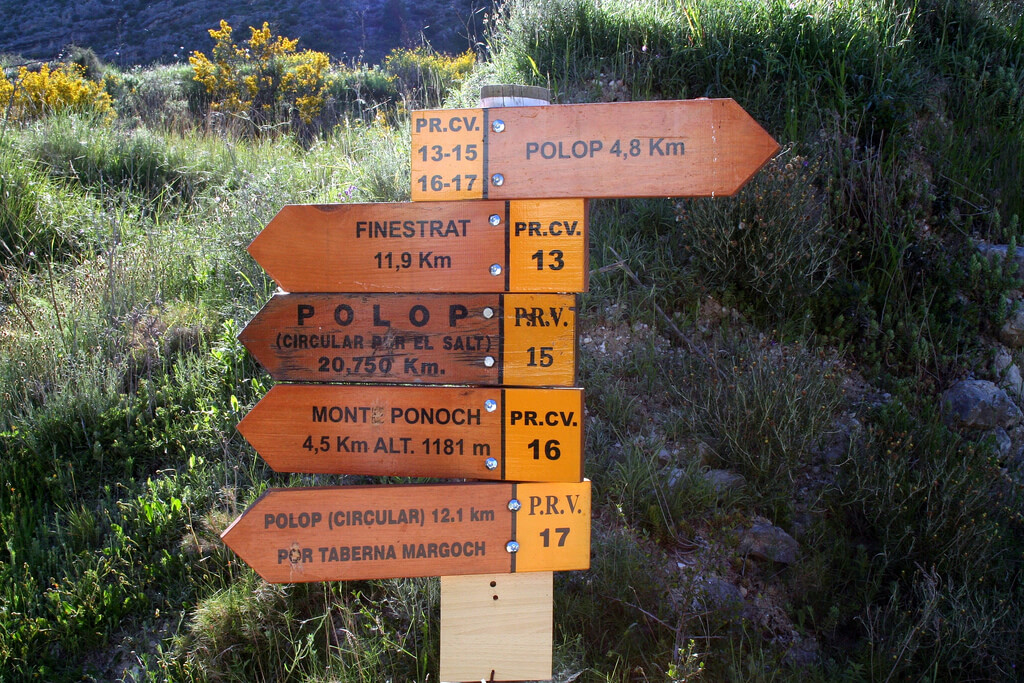 PR.CV.
13-15
16-17
POLOP 4,8 Km
FINESTRAT
11,9 Km
PR.CV.
13
POLOP
(CIRCULAR POR EL SALT)
20,750 Km.
P.R.V.
15
MONTE PONOCH
4,5 Km ALT. 1181 m
PR.CV.
16
POLOP (CIRCULAR) 12.1 km
POR TABERNA MARGOCH
P.R.V.
17